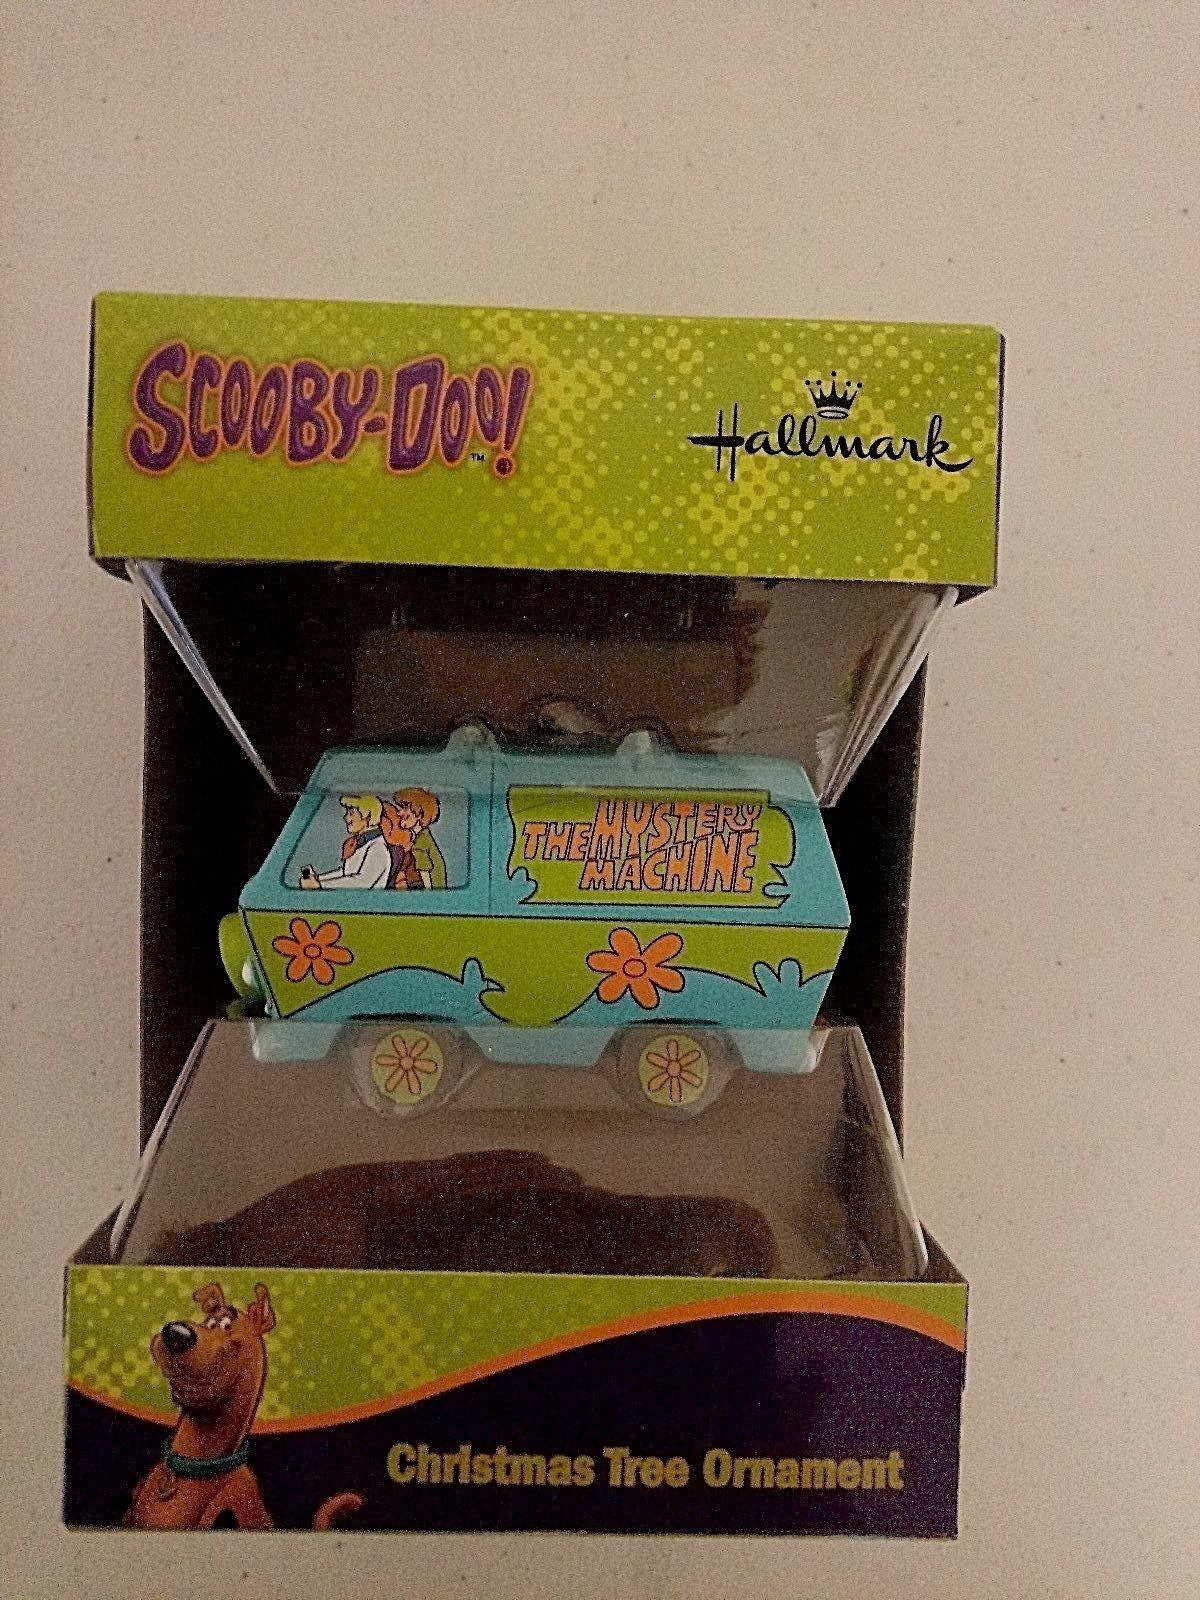 SCOOBY-DOO!
™
Hallmark
THE MYSTERY
MACHINE
Christmas Tree Ornament